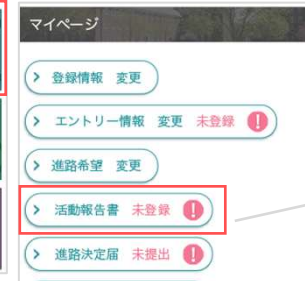 マイページ
登録情報 変更
エントリー情報 変更 未登録
進路希望 変更
活動報告書 未登録
進路決定届 未提出